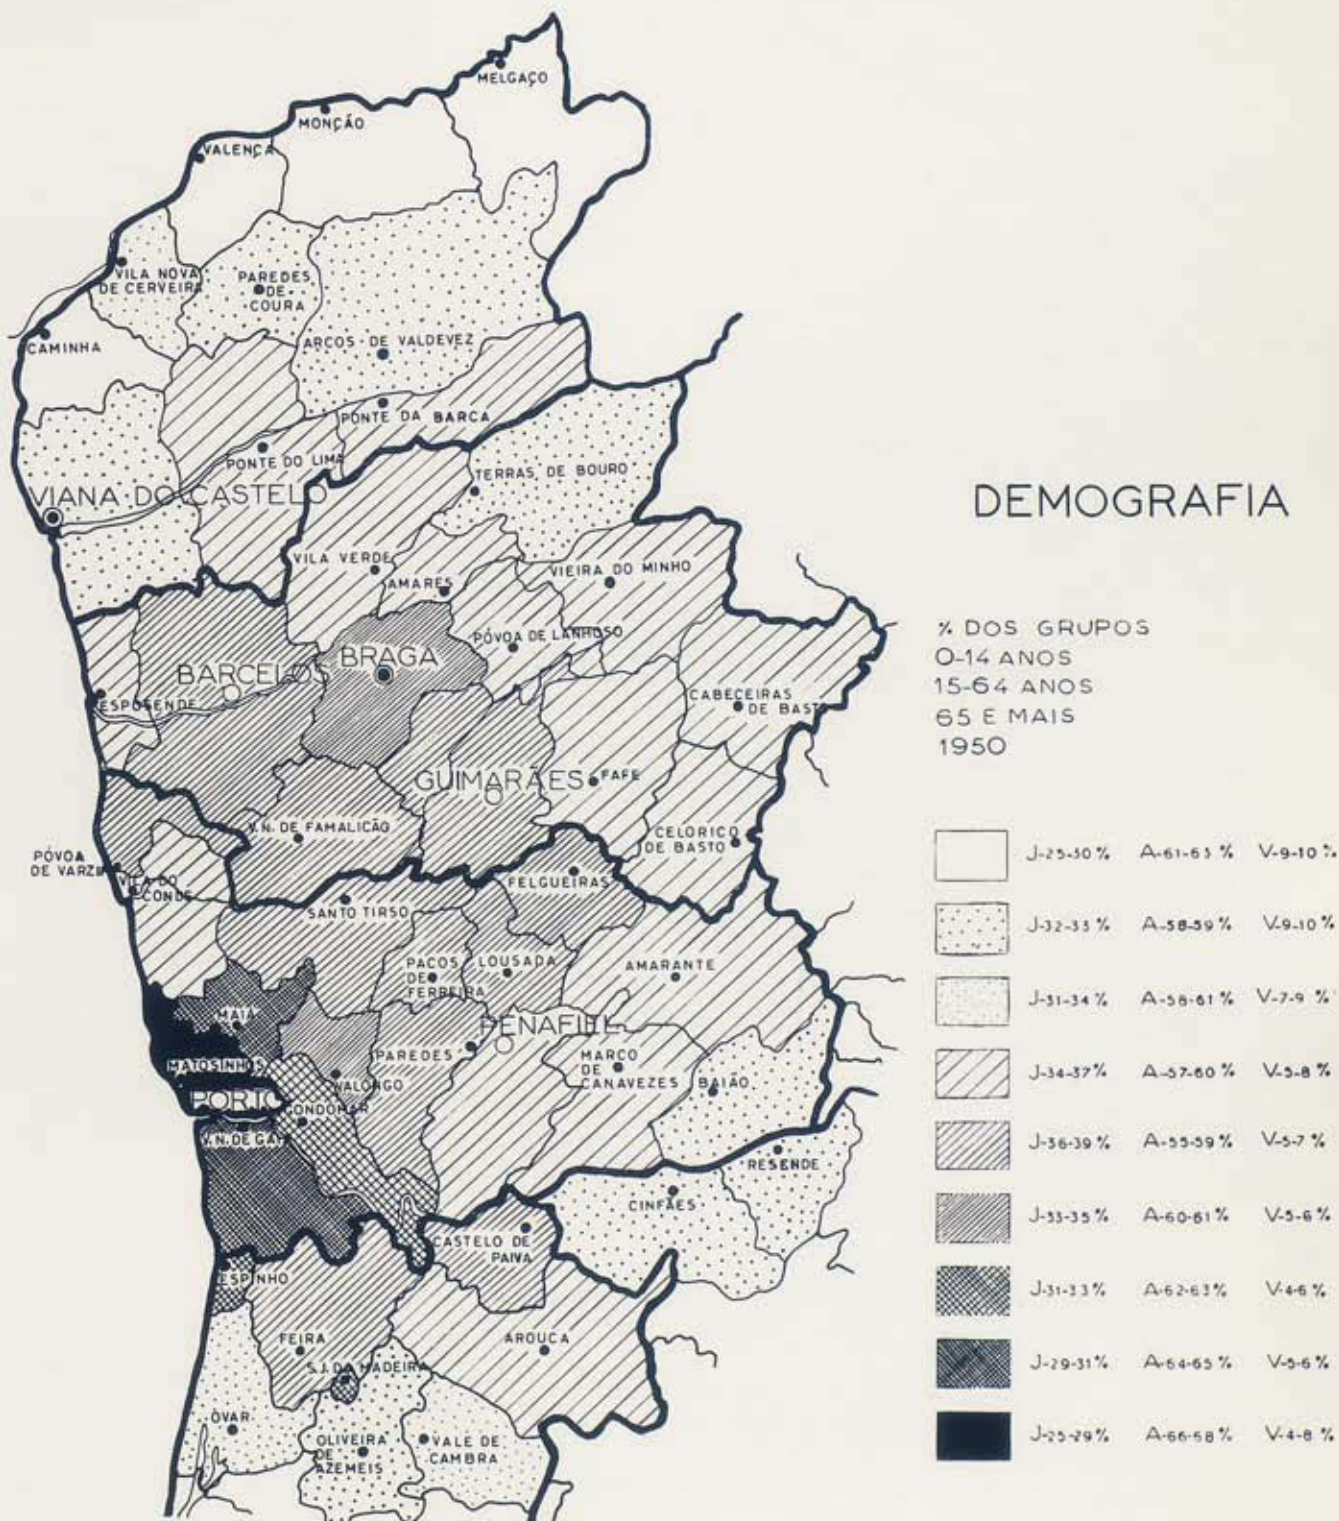 MELGAÇO
MONÇÃO
VALENÇA
VILA NOVA
DE CERVEIRA
PAREDES
DE
COURA
CAMINHA
ARCOS-DE VALDEVEZ
PONTE DA BARCA
PONTE DO LIMA
TERRAS DE BOURO
VIANA DO CASTELO
VILA VERDE
AMARES
VIEIRA DO MINHO
PÓVOA DE LANHOSO
BARCELOS
BRAGA
ESPOSENDE
CABECEIRAS
DE BASTO
GUIMARÃES
FAFE
V.N. DE FAMALICÃO
CELORICO
DE BASTO
PÓVOA
DE VARZIM
VILA DO
CONDE
FELGUEIRAS
SANTO TIRSO
PACOS
DE
FERREIRA
LOUSADA
AMARANTE
MAIA
PENAFIEL
MATOSINHOS
PAREDES
MARCO
DE
CANAVEZES
VALONGO
BAIÃO
PORTO
GONDOMAR
V.N. DE GAIA
RESENDE
CINFÃES
CASTELO DE
PAIVA
ESPINHO
FEIRA
AROUCA
S.J. DA MADEIRA
OVAR
OLIVEIRA
DE
AZEMEIS
VALE DE
CAMBRA
DEMOGRAFIA
% DOS GRUPOS
0-14 ANOS
15-64 ANOS
65 E MAIS
1950
J-25-30% A-61-63% V-9-10%
J-32-33% A-58-59% V-9-10%
J-31-34% A-58-61% V-7-9%
J-34-37% A-57-60% V-5-8%
J-36-39% A-55-59% V-5-7%
J-33-35% A-60-61% V-5-6%
J-31-33% A-62-63% V-4-6%
J-29-31% A-64-65% V-5-6%
J-25-29% A-66-68% V-4-8%